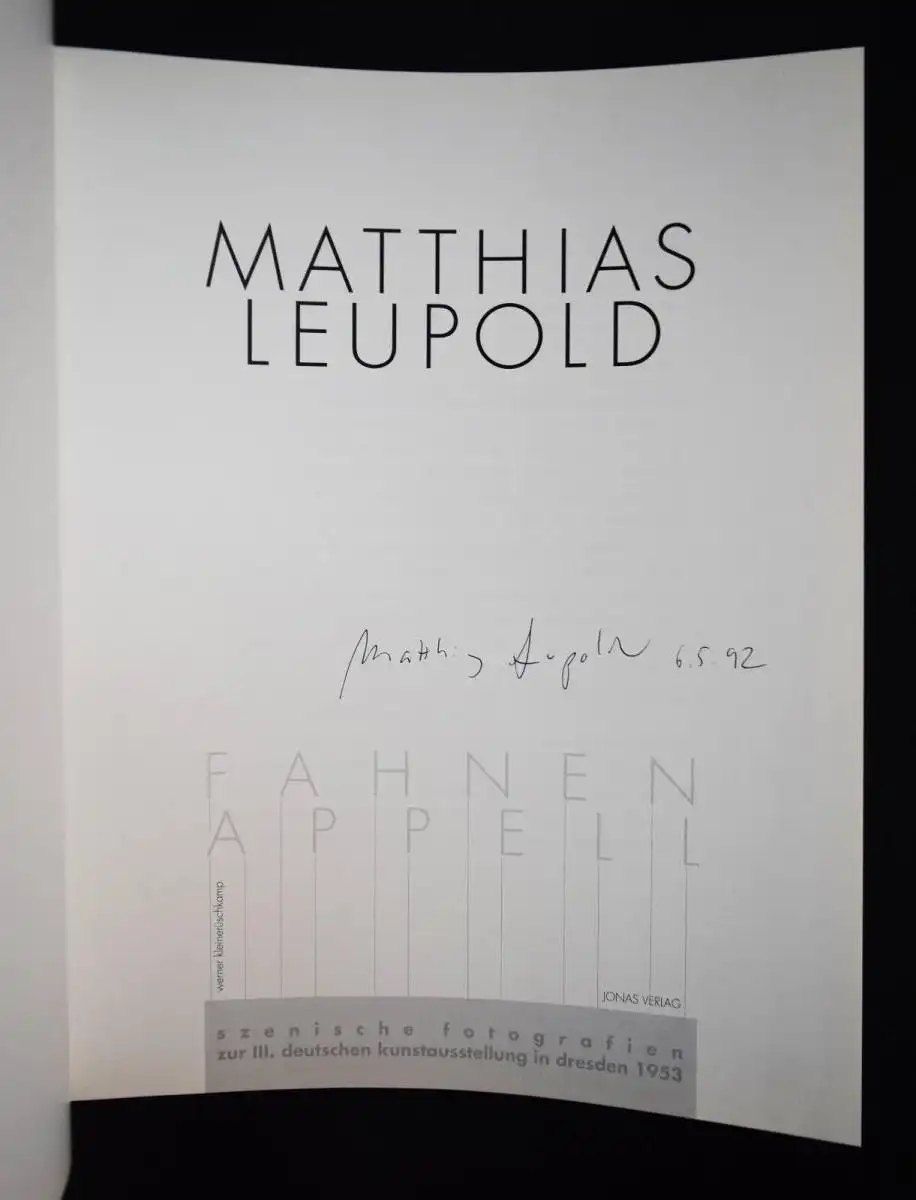 MATTHIAS
LEUPOLD
Matthias Leupold 6.5.92
FAHNEN
APPELL
werner kleinerüschkamp
JONAS VERLAG
szenische fotografien
zur III. deutschen kunstausstellung in dresden 1953